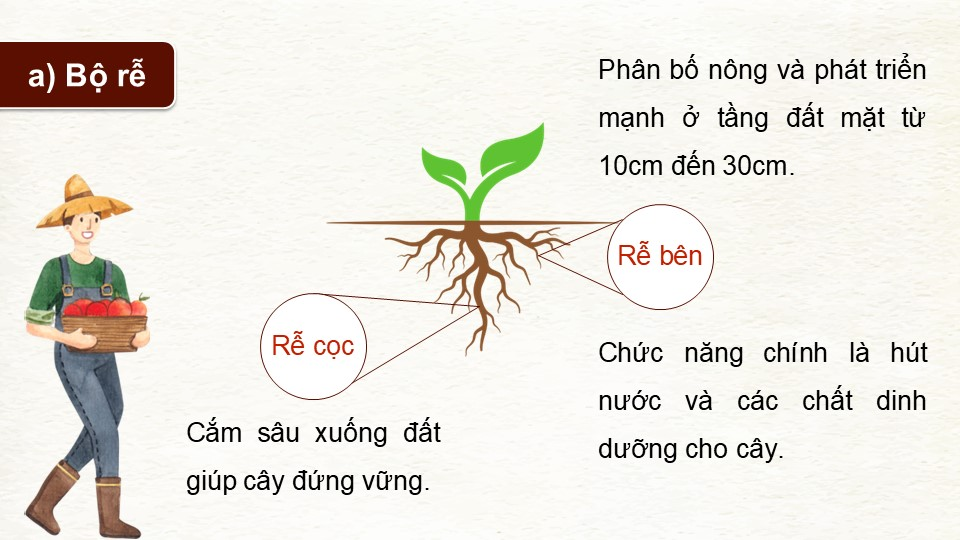 a) Bộ rễ
Phân bố nông và phát triển
mạnh ở tầng đất mặt từ
10cm đến 30cm.
Rễ bên
Rễ cọc
Chức năng chính là hút
nước và các chất dinh
dưỡng cho cây.
Cắm sâu xuống đất
giúp cây đứng vững.